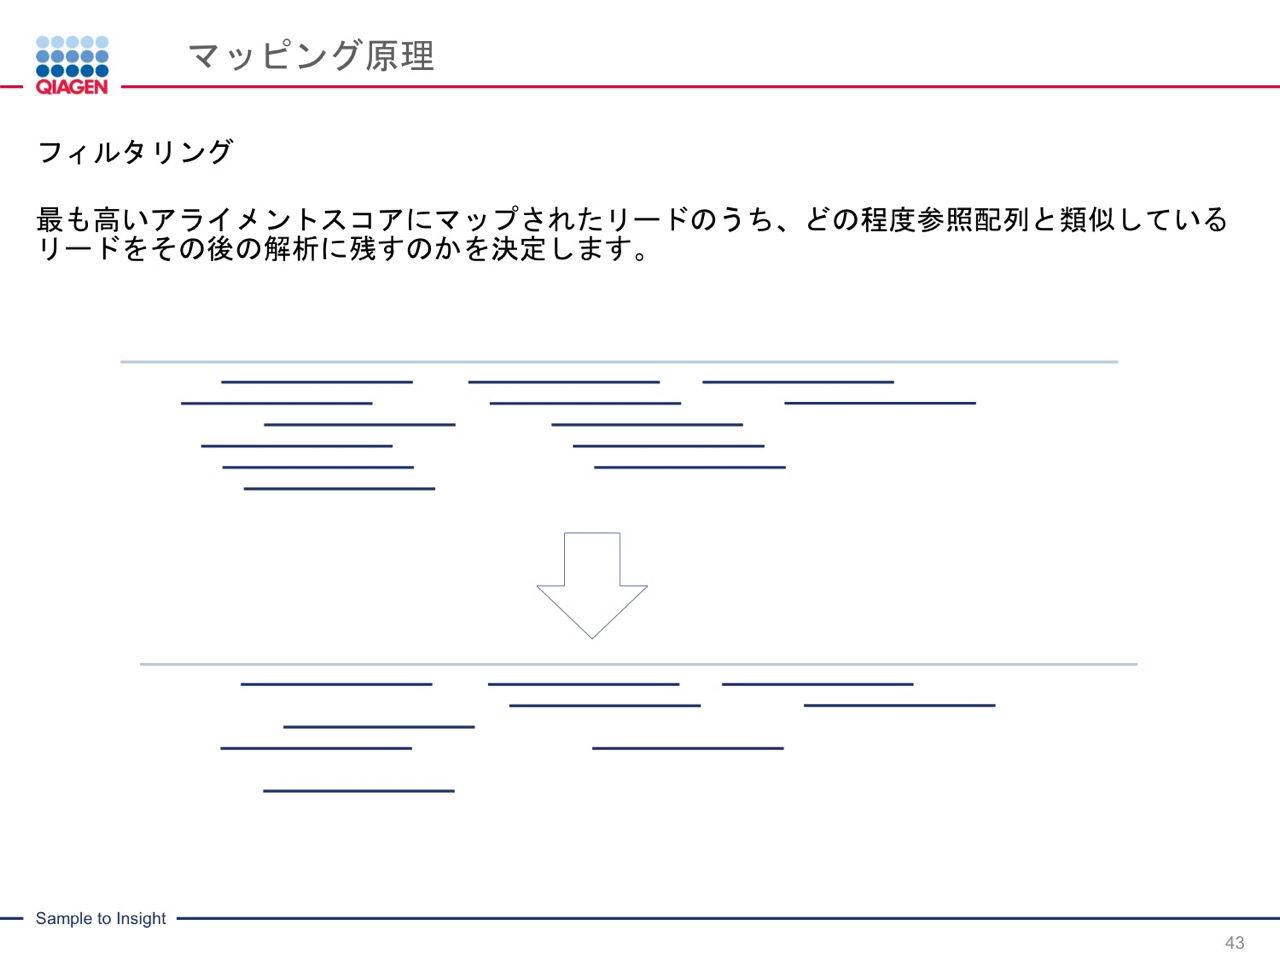 マッピング原理
QIAGEN
フィルタリング
最も高いアライメントスコアにマップされたリードのうち、どの程度参照配列と類似している
リードをその後の解析に残すのかを決定します。
Sample to Insight
43